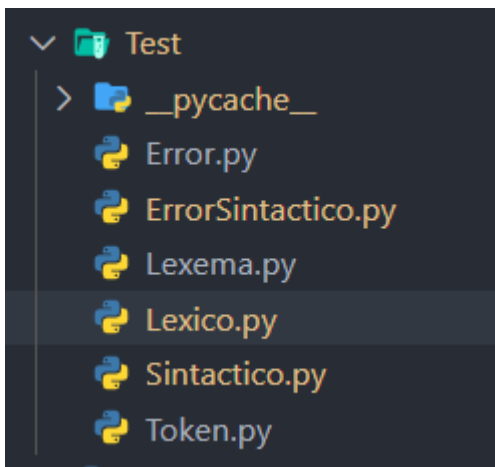 Test
__pycache__
Error.py
ErrorSintactico.py
Lexema.py
Lexico.py
Sintactico.py
Token.py